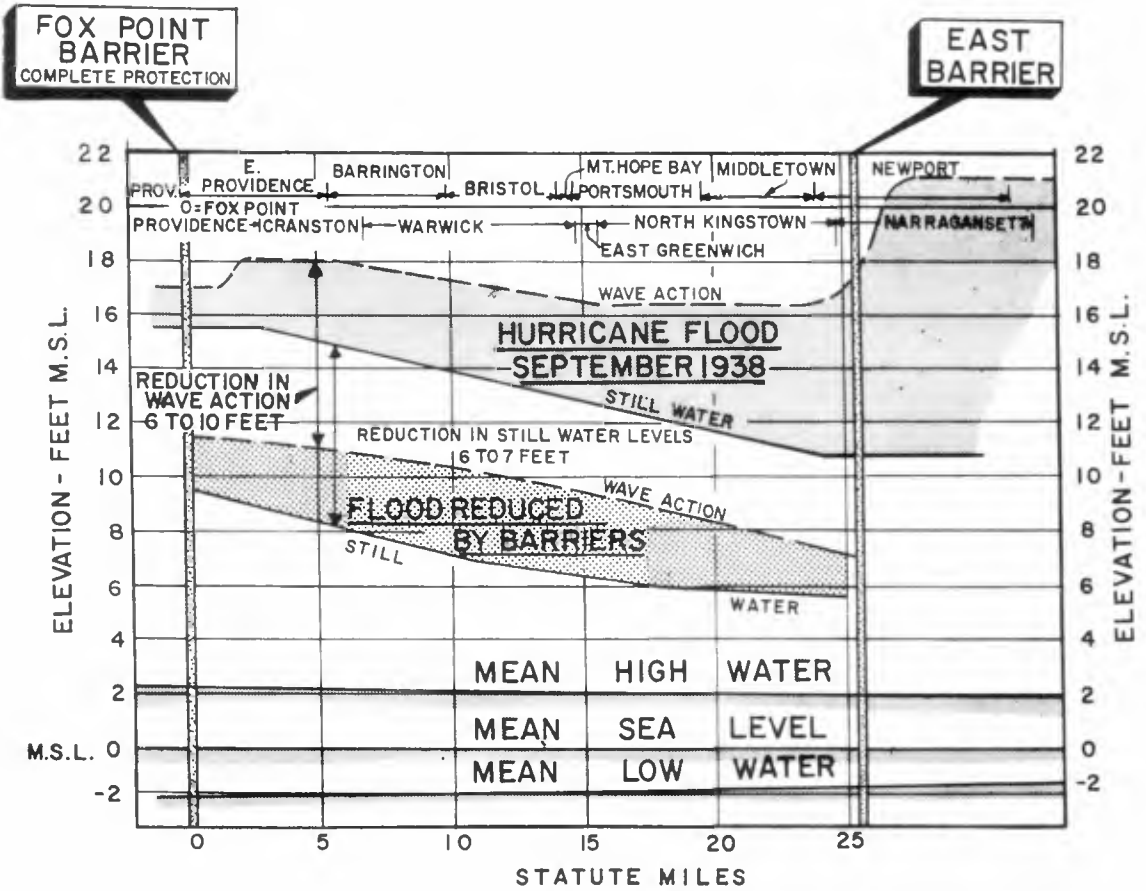 FOX POINT
BARRIER
COMPLETE PROTECTION
EAST
BARRIER
22
20
18
16
14
12
10
8
6
4
2
M.S.L. 0
-2
ELEVATION - FEET M.S.L.
PROV.
E.
PROVIDENCE
BARRINGTON
BRISTOL
MT. HOPE BAY
PORTSMOUTH
MIDDLETOWN
NEWPORT
0=FOX POINT
PROVIDENCE
CRANSTON
WARWICK
EAST GREENWICH
NORTH KINGSTOWN
NARRAGANSETT
WAVE ACTION
HURRICANE FLOOD
SEPTEMBER 1938
STILL WATER
REDUCTION IN
WAVE ACTION
6 TO 10 FEET
REDUCTION IN STILL WATER LEVELS
6 TO 7 FEET
WAVE ACTION
FLOOD REDUCED
BY BARRIERS
STILL
WATER
MEAN HIGH WATER
MEAN SEA LEVEL
MEAN LOW WATER
22
20
18
16
14
12
10
8
6
4
2
0
-2
ELEVATION - FEET M.S.L.
0 5 10 15 20 25
STATUTE MILES